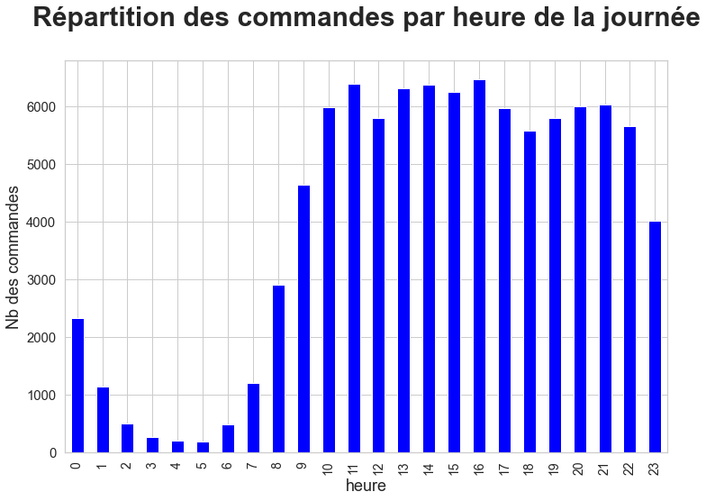 Répartition des commandes par heure de la journée
Nb des commandes
6000
5000
4000
3000
2000
1000
0
0 1 2 3 4 5 6 7 8 9 10 11 12 13 14 15 16 17 18 19 20 21 22 23
heure